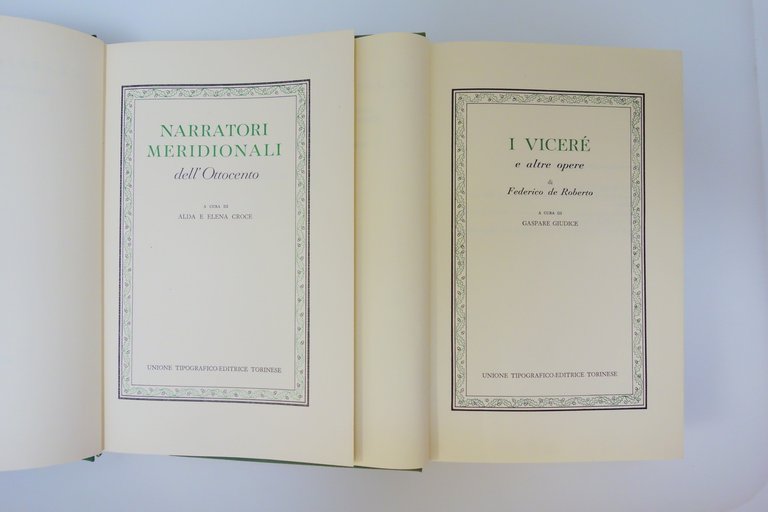 NARRATORI
MERIDIONALI
dell'Ottocento
A CURA DI
ALDA E ELENA CROCE
UNIONE TIPOGRAFICO-EDITRICE TORINESE
I VICERÉ
e altre opere
di
Federico de Roberto
A CURA DI
GASPARE GIUDICE
UNIONE TIPOGRAFICO-EDITRICE TORINESE